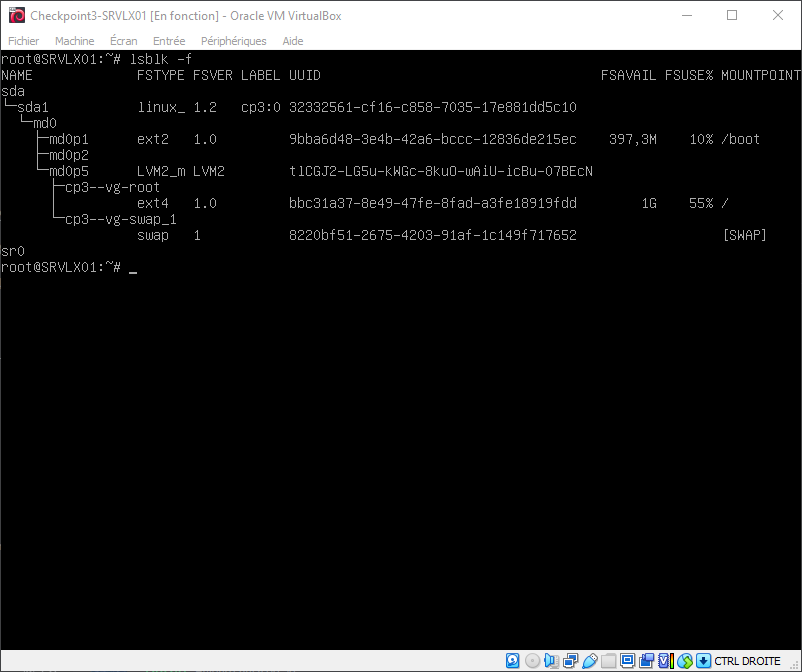 Checkpoint3-SRVLX01 [En fonction] - Oracle VM VirtualBox
Fichier Machine Écran Entrée Périphériques Aide
root@SRVLX01:~# lsblk -f
NAME FSTYPE FSVER LABEL UUID FSAVAIL FSUSE% MOUNTPOINT
sda
└─sda1 linux_ 1.2 cp3:0 32332561-cf16-c858-7035-17e881dd5c10
└─md0
├─md0p1 ext2 1.0 9bba6d48-3e4b-42a6-bccc-12836de215ec 397,3M 10% /boot
├─md0p2
└─md0p5 LVM2_m LVM2 tlCGJ2-LG5u-kWGc-8kuO-wAiU-icBu-07BEcN
├─cp3--vg-root
│ ext4 1.0 bbc31a37-8e49-47fe-8fad-a3fe18919fdd 1G 55% /
└─cp3--vg-swap_1
swap 1 8220bf51-2675-4203-91af-1c149f717652 [SWAP]
sr0
root@SRVLX01:~# _
CTRL DROITE